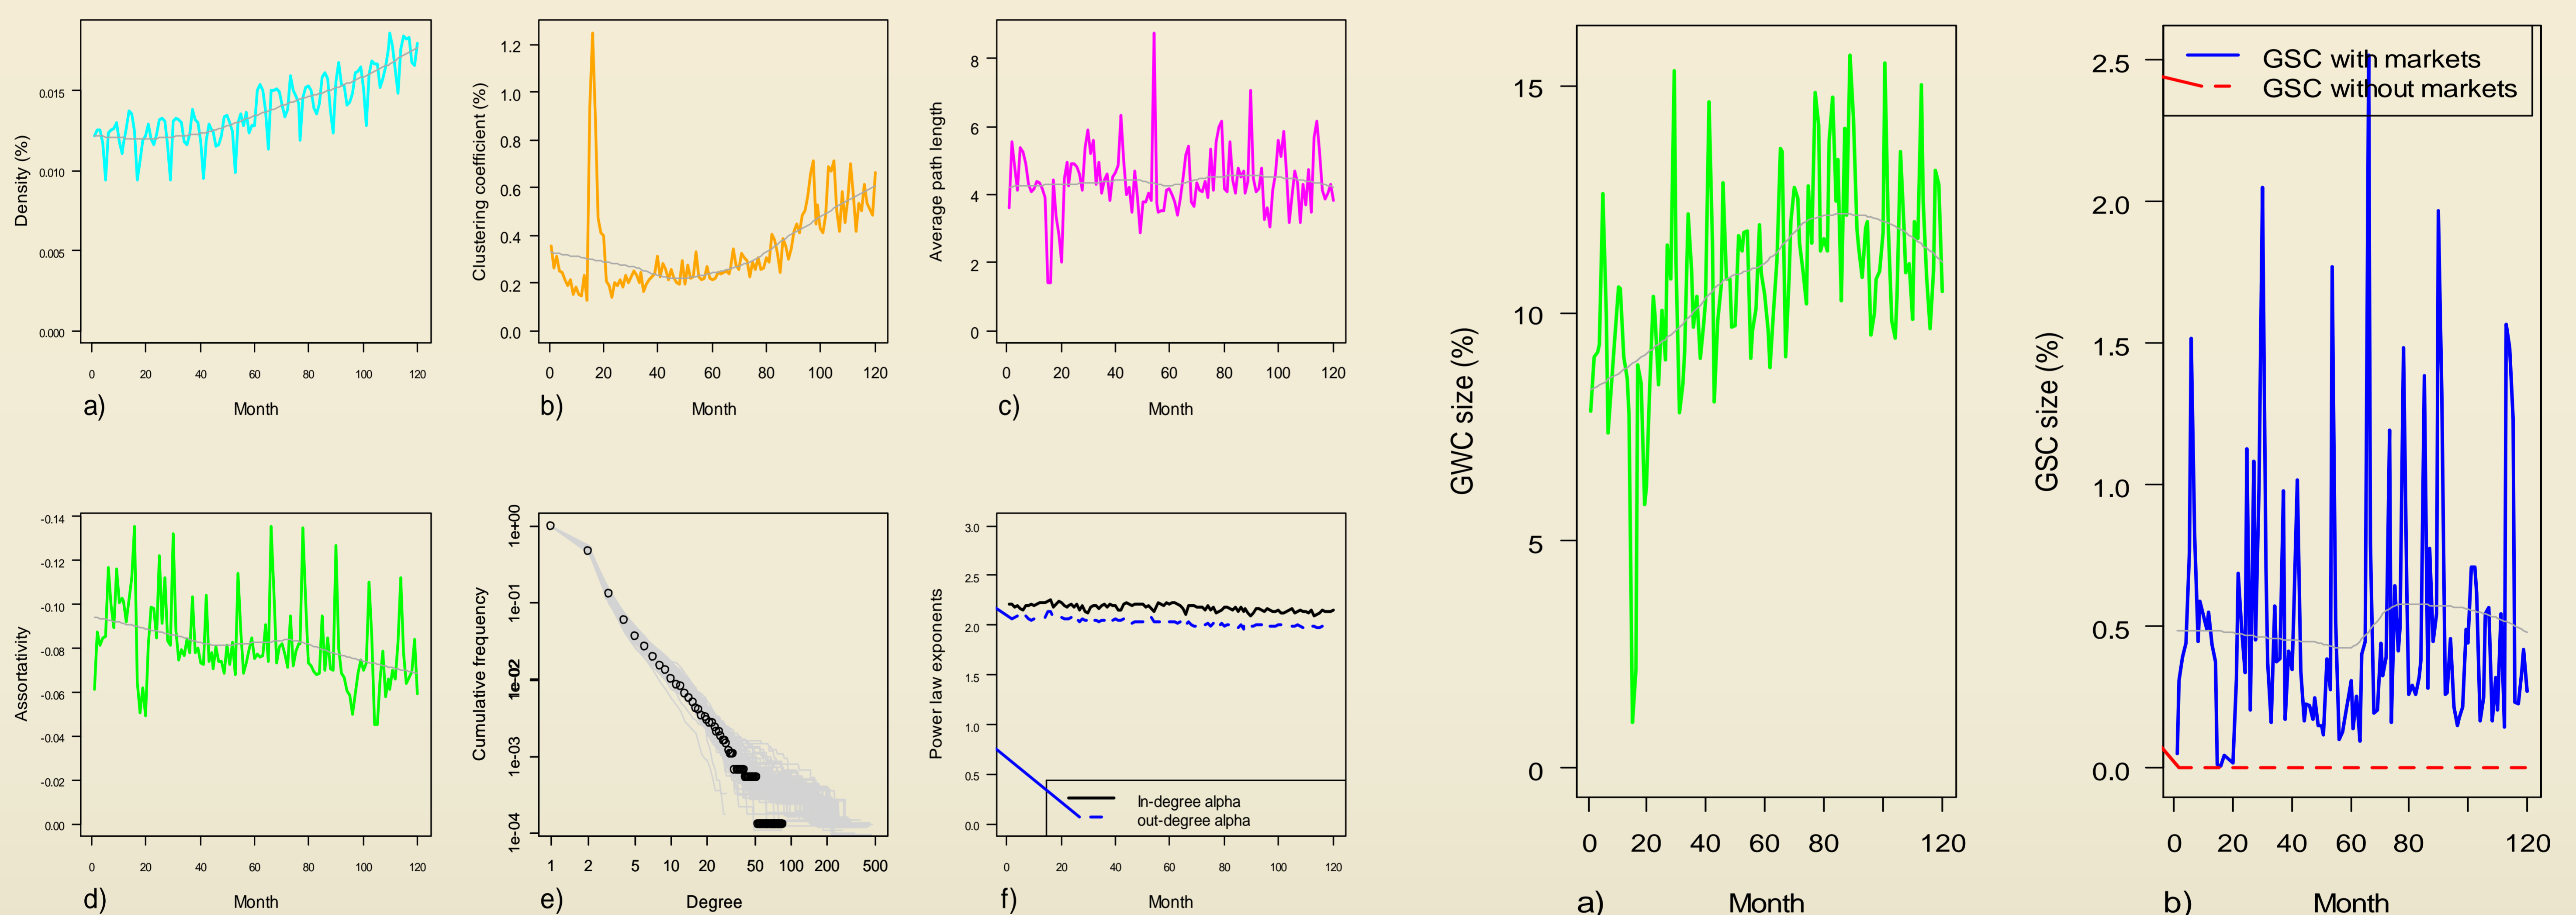 1.2
1.0
0.8
0.6
0.4
0.2
0.0
0.015
0.010
0.005
0.000
Density (%)
0 20 40 60 80 100 120
a) Month
Clustering coefficient (%)
0 20 40 60 80 100 120
b) Month
8
6
4
2
0
Average path length
0 20 40 60 80 100 120
c) Month
-0.14
-0.12
-0.10
-0.08
-0.06
-0.04
-0.02
0.00
Assortativity
0 20 40 60 80 100 120
d) Month
1e+00
1e-01
1e-02
1e-03
1e-04
Cumulative frequency
1 2 5 10 20 50 100 200 500
e) Degree
3.0
2.5
2.0
1.5
1.0
0.5
0.0
Power law exponents
In-degree alpha
out-degree alpha
0 20 40 60 80 100 120
f) Month
15
10
5
0
GWC size (%)
0 20 40 60 80 120
a) Month
2.5
2.0
1.5
1.0
0.5
0.0
GSC size (%)
GSC with markets
GSC without markets
0 20 40 60 80 120
b) Month